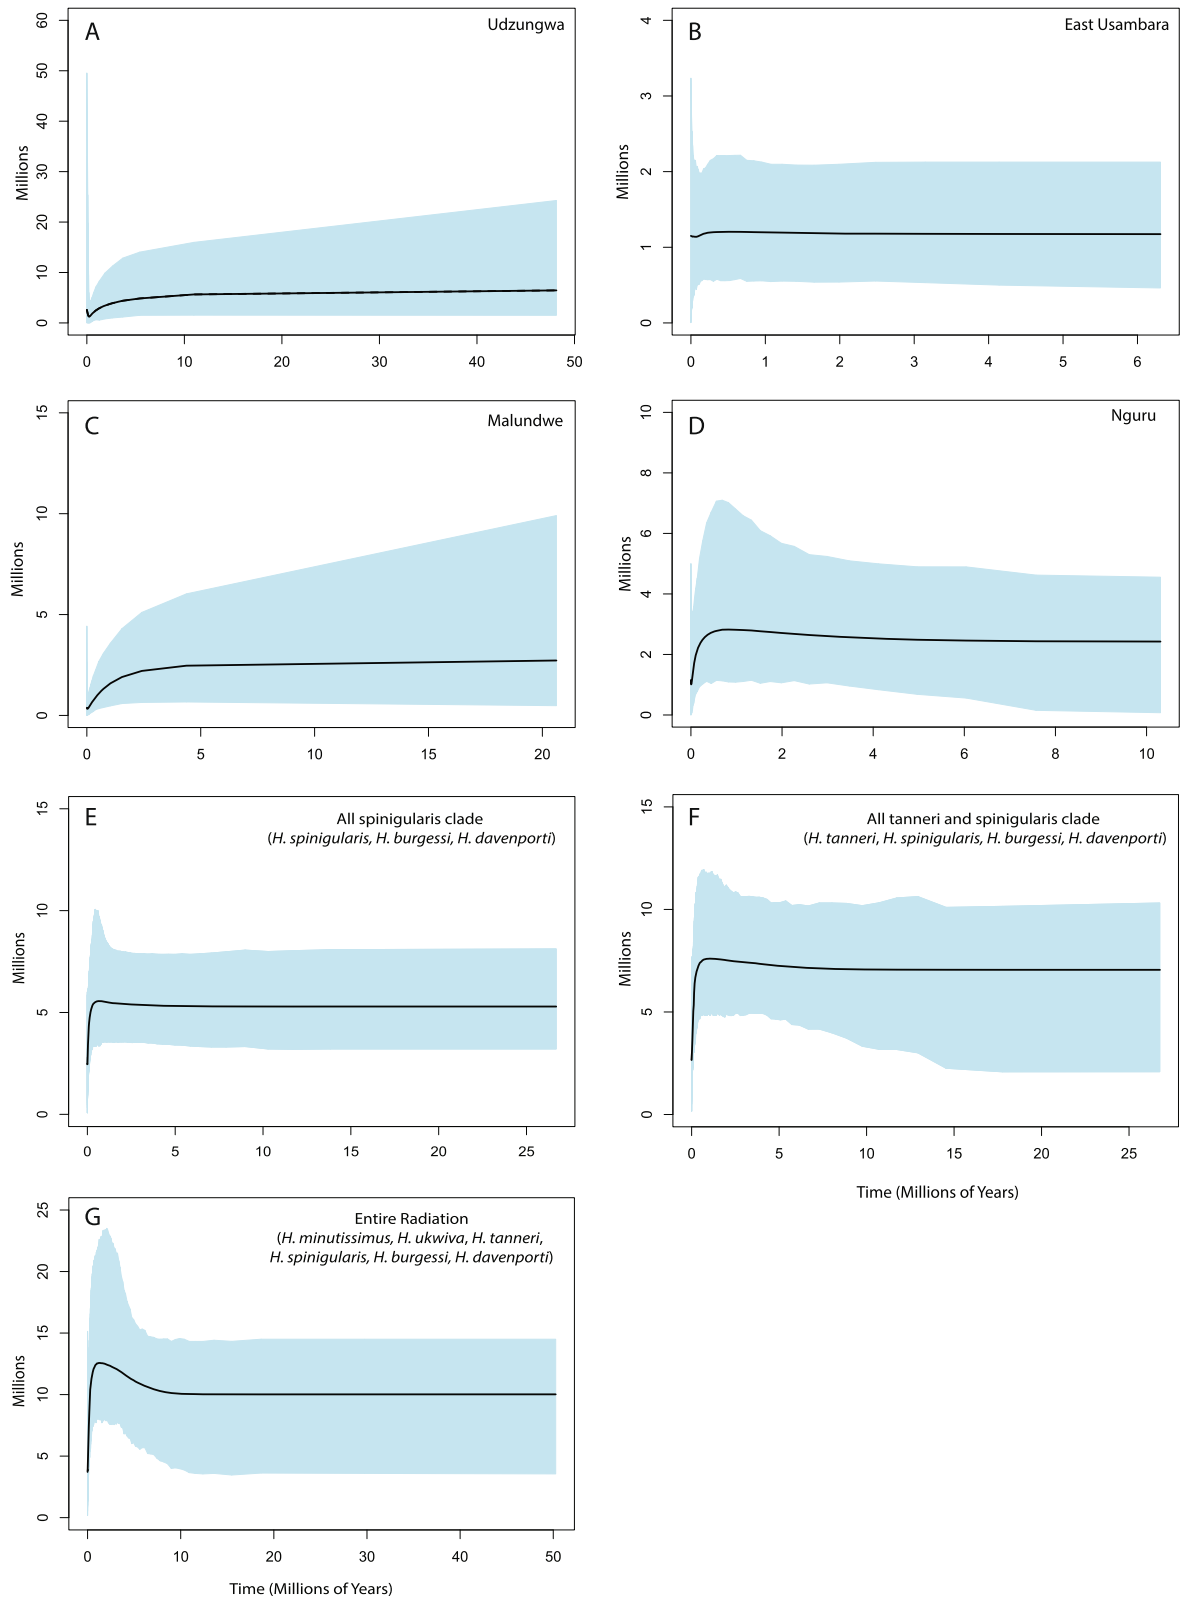 A
Udzungwa
Millions
60
50
40
30
20
10
0
0 10 20 30 40 50
B
East Usambara
Millions
4
3
2
1
0
0 1 2 3 4 5 6
C
Malundwe
Millions
15
10
5
0
0 5 10 15 20
D
Nguru
Millions
10
8
6
4
2
0
0 2 4 6 8 10
E
All spinigularis clade
(H. spinigularis, H. burgessi, H. davenporti)
Millions
15
10
5
0
0 5 10 15 20 25
F
All tanneri and spinigularis clade
(H. tanneri, H. spinigularis, H. burgessi, H. davenporti)
Millions
15
10
5
0
0 5 10 15 20 25
Time (Millions of Years)
G
Entire Radiation
(H. minutissimus, H. ukwiva, H. tanneri,
H. spinigularis, H. burgessi, H. davenporti)
Millions
25
20
15
10
5
0
0 10 20 30 40 50
Time (Millions of Years)